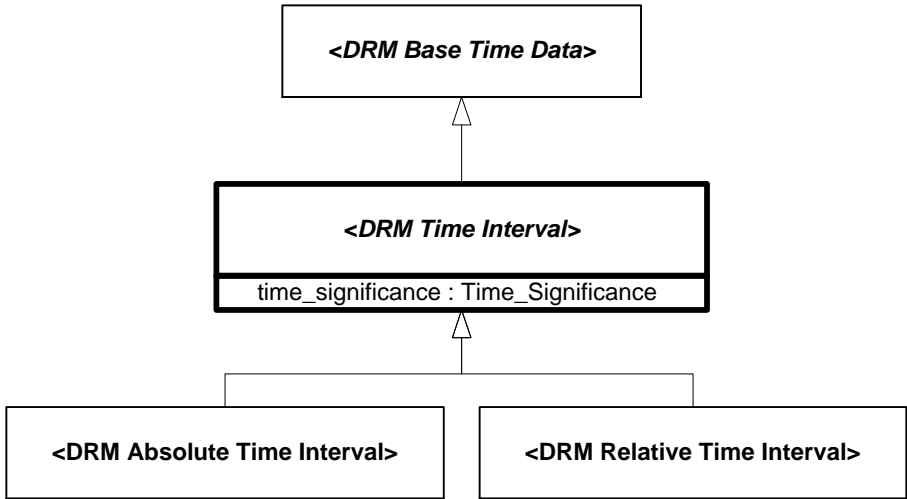 <DRM Base Time Data>
<DRM Time Interval>
time_significance : Time_Significance
<DRM Absolute Time Interval>
<DRM Relative Time Interval>